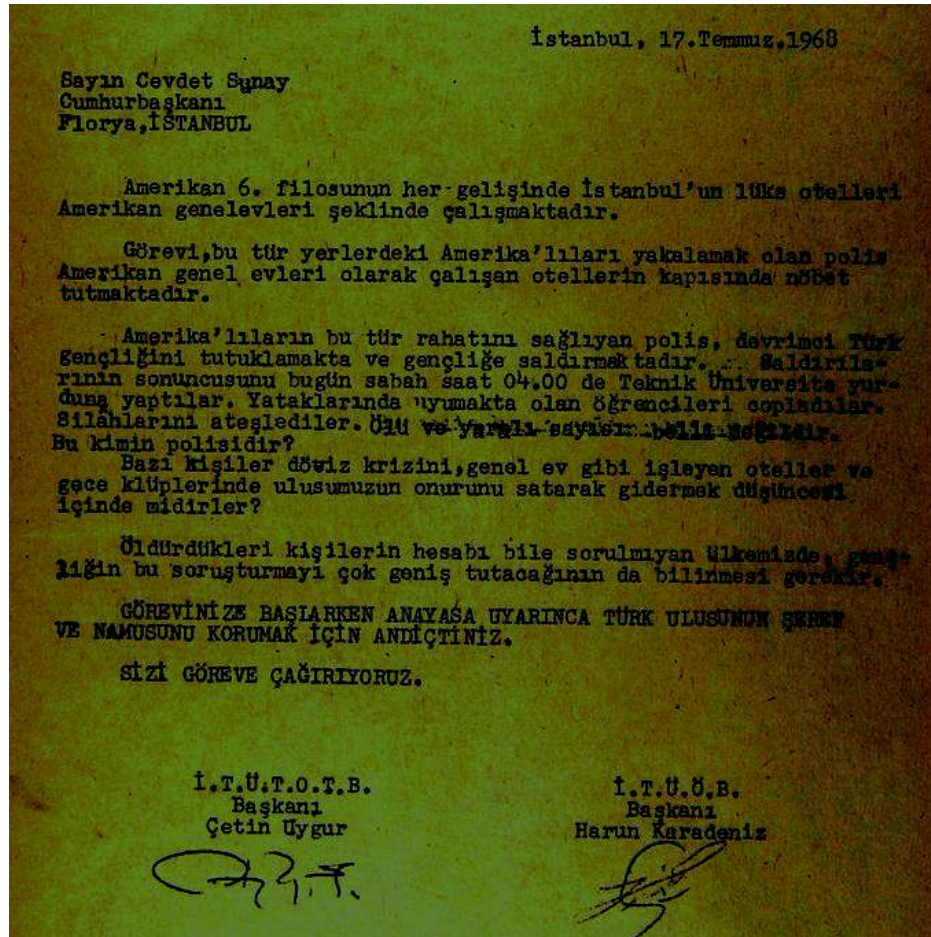 İstanbul, 17.Temmuz.1968
Sayın Cevdet Sunay
Cumhurbaşkanı
Florya,İSTANBUL
Amerikan 6. filosunun her gelişinde İstanbul'un lüks otelleri
Amerikan genelevleri şeklinde çalışmaktadır.
Görevi,bu tür yerlerdeki Amerika'lıları yakalamak olan polis
Amerikan genel evleri olarak çalışan otellerin kapısında nöbet
tutmaktadır.
Amerika'lıların bu tür rahatını sağlıyan polis, devrimci Türk
gençliğini tutuklamakta ve gençliğe saldırmaktadır. Saldırıla-
rının sonuncusunu bugün sabah saat 04.00 de Teknik Üniversite yur-
duna yaptılar. Yataklarında uyumakta olan öğrencileri copladılar.
Silâhlarını ateşlediler. Ölü ve yaralı sayısı belli değildir.
Bu kimin polisidir?
Bazı kişiler döviz krizini,genel ev gibi işleyen oteller ve
gece klüplerinde ulusumuzun onurunu satarak gidermek düşüncesi
içinde midirler?
Öldürdükleri kişilerin hesabı bile sorulmıyan ülkemizde, genç-
liğin bu soruşturmayı çok geniş tutacağının da bilinmesi gerekir.
GÖREVİNİZE BAŞLARKEN ANAYASA UYARINCA TÜRK ULUSUNUN ŞEREF
VE NAMUSUNU KORUMAK İÇİN ANDİÇTİNİZ.
SİZİ GÖREVE ÇAĞIRIYORUZ.
İ.T.Ü.T.O.T.B.
Başkanı
Çetin Uygur
İ.T.Ü.Ö.B.
Başkanı
Harun Karadeniz